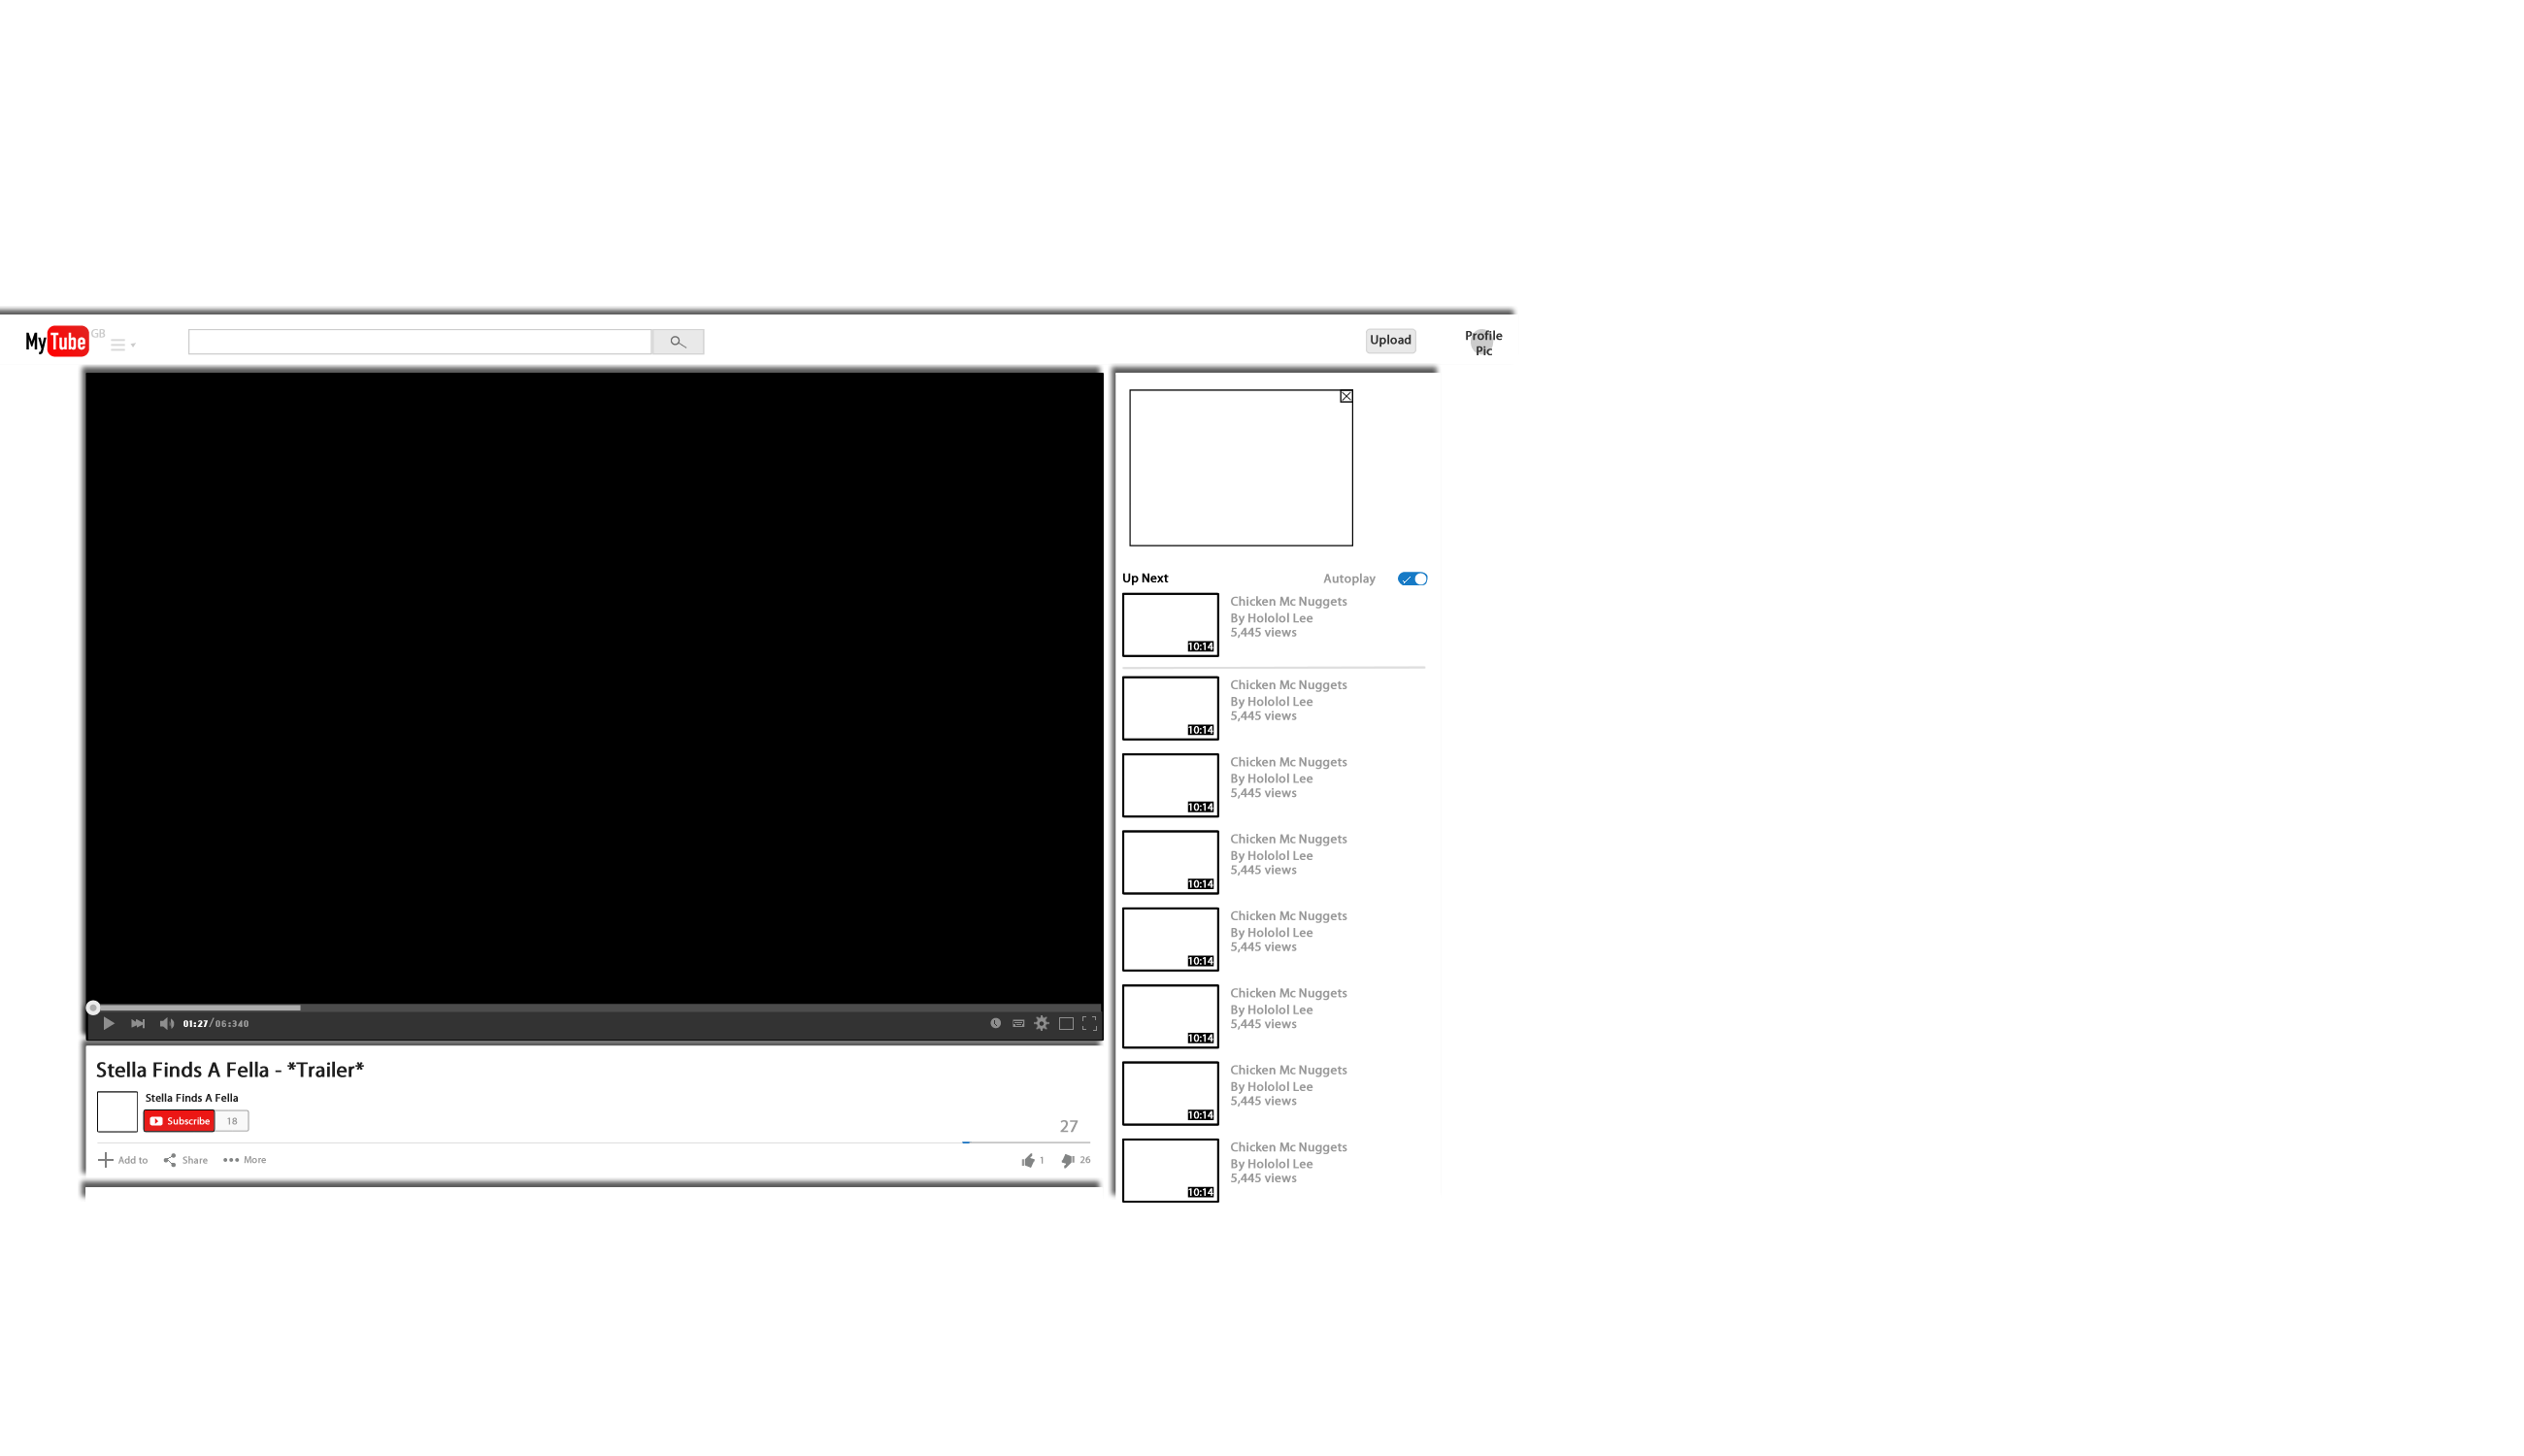 MyTube GB
Upload
Profile
Pic
Up Next
Autoplay
Chicken Mc Nuggets
By Hololol Lee
5,445 views
10:14
Chicken Mc Nuggets
By Hololol Lee
5,445 views
10:14
Chicken Mc Nuggets
By Hololol Lee
5,445 views
10:14
Chicken Mc Nuggets
By Hololol Lee
5,445 views
10:14
Chicken Mc Nuggets
By Hololol Lee
5,445 views
10:14
Chicken Mc Nuggets
By Hololol Lee
5,445 views
10:14
Chicken Mc Nuggets
By Hololol Lee
5,445 views
10:14
Chicken Mc Nuggets
By Hololol Lee
5,445 views
10:14
01:27/06:340
Stella Finds A Fella - *Trailer*
Stella Finds A Fella
Subscribe 18
27
Add to Share More
1 26